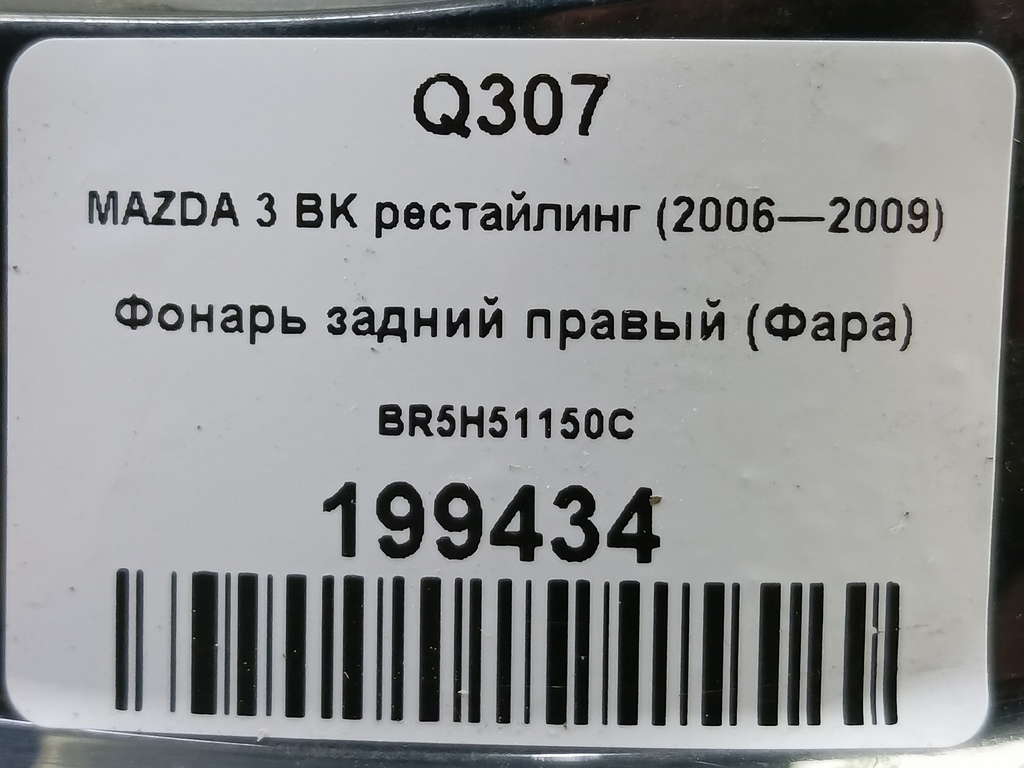 Q307
MAZDA 3 BK рестайлинг (2006—2009)
Фонарь задний правый (Фара)
BR5H51150C
199434